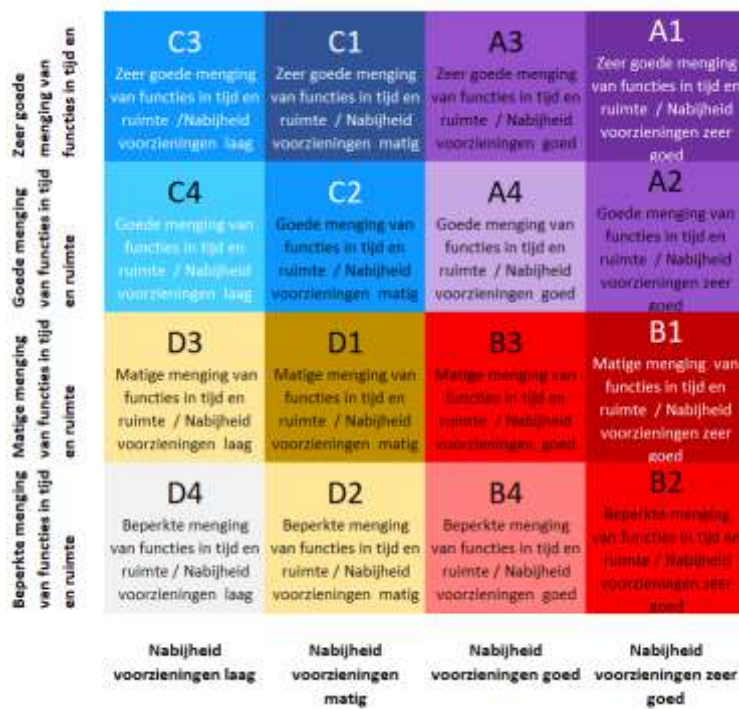 Zeer goede
menging van
functies in tijd en
C3
Zeer goede menging
van functies in tijd en
ruimte /Nabijheid
voorzieningen laag
C1
Zeer goede menging
van functies in tijd en
ruimte / Nabijheid
voorzieningen matig
A3
Zeer goede menging
van functies in tijd en
ruimte / Nabijheid
voorzieningen goed
A1
Zeer goede menging
van functies in tijd en
ruimte / Nabijheid
voorzieningen zeer
goed
Goede menging
van functies in tijd
en ruimte
C4
Goede menging van
functies in tijd en
ruimte / Nabijheid
voorzieningen laag
C2
Goede menging van
functies in tijd en
ruimte / Nabijheid
voorzieningen matig
A4
Goede menging van
functies in tijd en
ruimte / Nabijheid
voorzieningen goed
A2
Goede menging van
functies in tijd en
ruimte / Nabijheid
voorzieningen zeer
goed
Matige menging
van functies in tijd
en ruimte
D3
Matige menging van
functies in tijd en
ruimte / Nabijheid
voorzieningen laag
D1
Matige menging van
functies in tijd en
ruimte / Nabijheid
voorzieningen matig
B3
Matige menging van
functies in tijd en
ruimte / Nabijheid
voorzieningen goed
B1
Matige menging van
functies in tijd en
ruimte / Nabijheid
voorzieningen zeer
goed
Beperkte menging
van functies in tijd
en ruimte
D4
Beperkte menging
van functies in tijd en
ruimte / Nabijheid
voorzieningen laag
D2
Beperkte menging
van functies in tijd en
ruimte / Nabijheid
voorzieningen matig
B4
Beperkte menging
van functies in tijd en
ruimte / Nabijheid
voorzieningen goed
B2
Beperkte menging
van functies in tijd en
ruimte / Nabijheid
voorzieningen zeer
goed
Nabijheid
voorzieningen laag
Nabijheid
voorzieningen
matig
Nabijheid
voorzieningen goed
Nabijheid
voorzieningen zeer
goed